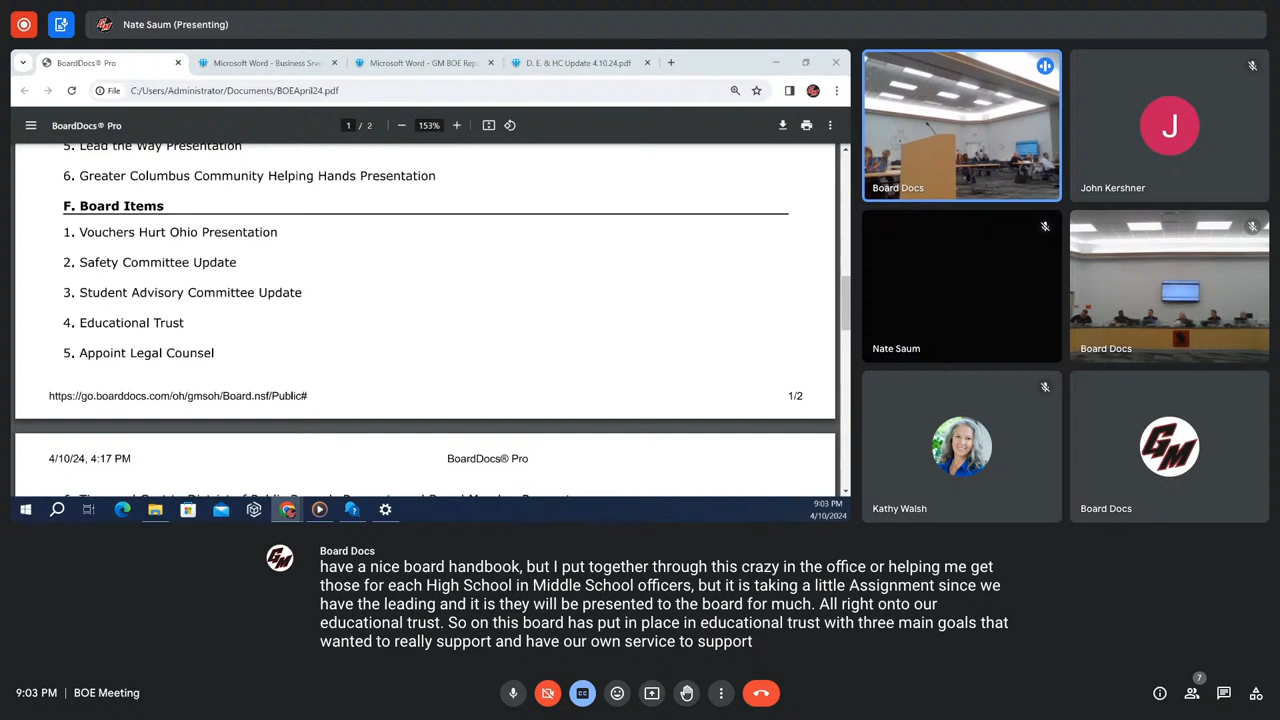 Nate Saum (Presenting)
BoardDocs® Pro
Microsoft Word - Business Srve
Microsoft Word - GM BOE Repo
D. E. & HC Update 4.10.24.pdf
File
C:/Users/Administrator/Documents/BOEApril24.pdf
BoardDocs® Pro
1 / 2
153%
5. Lead the Way Presentation
6. Greater Columbus Community Helping Hands Presentation
F. Board Items
1. Vouchers Hurt Ohio Presentation
2. Safety Committee Update
3. Student Advisory Committee Update
4. Educational Trust
5. Appoint Legal Counsel
https://go.boarddocs.com/oh/gmsoh/Board.nsf/Public#
1/2
4/10/24, 4:17 PM
BoardDocs® Pro
9:03 PM
4/10/2024
Board Docs
J
John Kershner
Nate Saum
Board Docs
Kathy Walsh
GM
Board Docs
Board Docs
have a nice board handbook, but I put together through this crazy in the office or helping me get
those for each High School in Middle School officers, but it is taking a little Assignment since we
have the leading and it is they will be presented to the board for much. All right onto our
educational trust. So on this board has put in place in educational trust with three main goals that
wanted to really support and have our own service to support
9:03 PM | BOE Meeting
CC
7